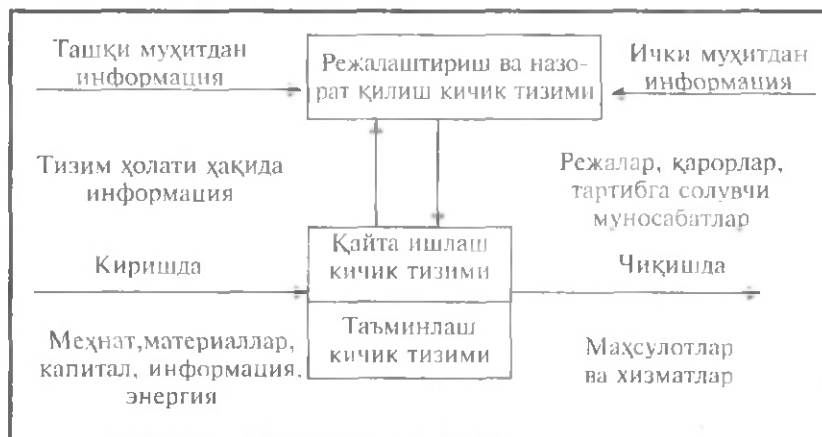 Ташқи муҳитдан
информация
Режалаштириш ва назо-
рат қилиш кичик тизими
Ички муҳитдан
информация
Тизим ҳолати ҳақида
информация
Режалар, қарорлар,
тартибга солувчи
муносабатлар
Киришда
Қайта ишлаш
кичик тизими
Чиқишда
Меҳнат,материаллар,
капитал, информация,
энергия
Таъминлаш
кичик тизими
Маҳсулотлар
ва хизматлар